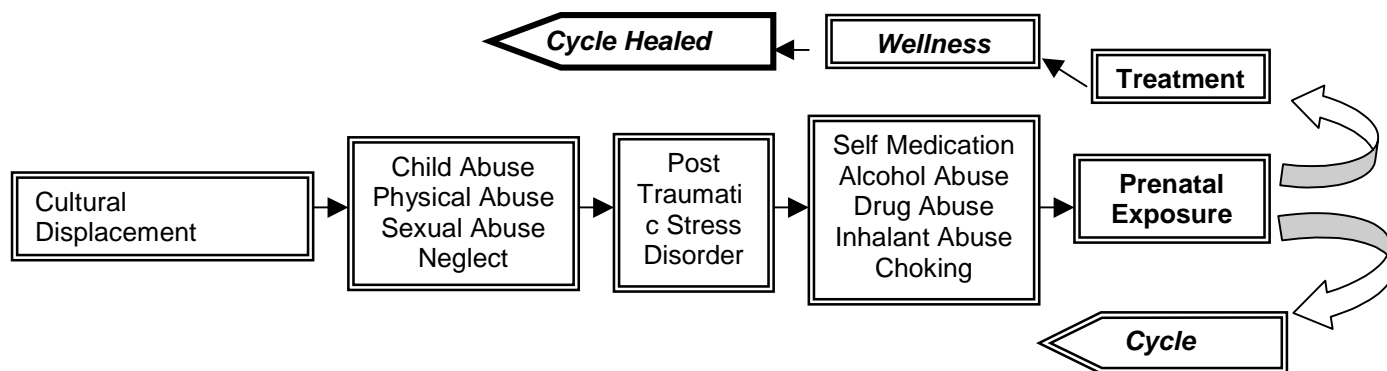 Cycle Healed
Wellness
Treatment
Cultural
Displacement
Child Abuse
Physical Abuse
Sexual Abuse
Neglect
Post
Traumati
c Stress
Disorder
Self Medication
Alcohol Abuse
Drug Abuse
Inhalant Abuse
Choking
Prenatal
Exposure
Cycle